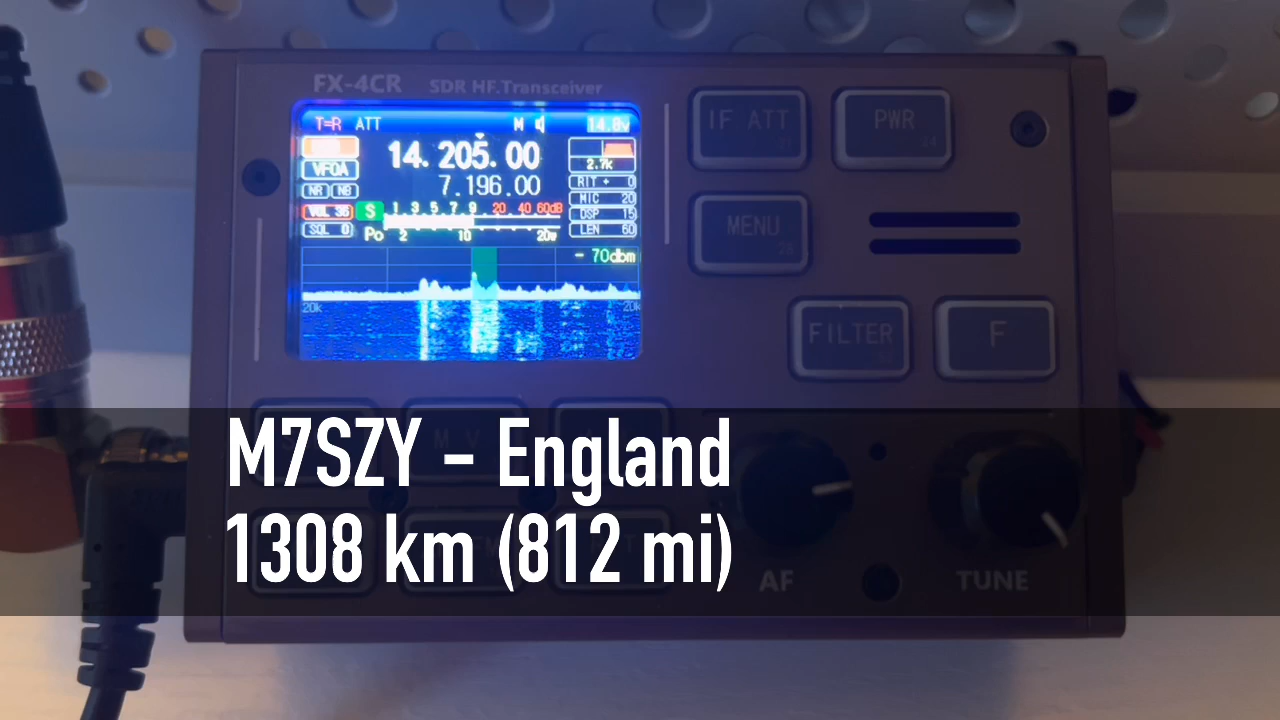 FX-4CR SDR HF.Transceiver
T=R ATT M 14.8v
14.205.00
7.196.00
VFOA
NR NB
VOL 36
SQL 0
S 1 3 5 7 9 20 40 60dB
Po 2 10 20w
2.7k
RIT + 0
MIC 20
DSP 15
LEN 60
- 70dbm
20k 20k
IF ATT
PWR
MENU
FILTER
F
M7SZY - England
1308 km (812 mi)
AF TUNE